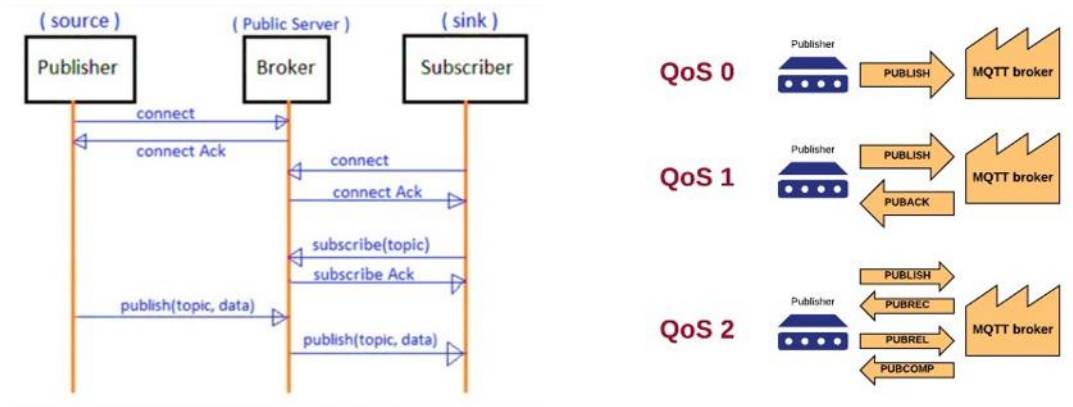 ( source )
( Public Server )
( sink )
Publisher
Broker
Subscriber
connect
connect Ack
connect
connect Ack
subscribe(topic)
subscribe Ack
publish(topic, data)
publish(topic, data)
QoS 0
Publisher
PUBLISH
MQTT broker
QoS 1
Publisher
PUBLISH
PUBACK
MQTT broker
QoS 2
Publisher
PUBLISH
PUBREC
PUBREL
PUBCOMP
MQTT broker